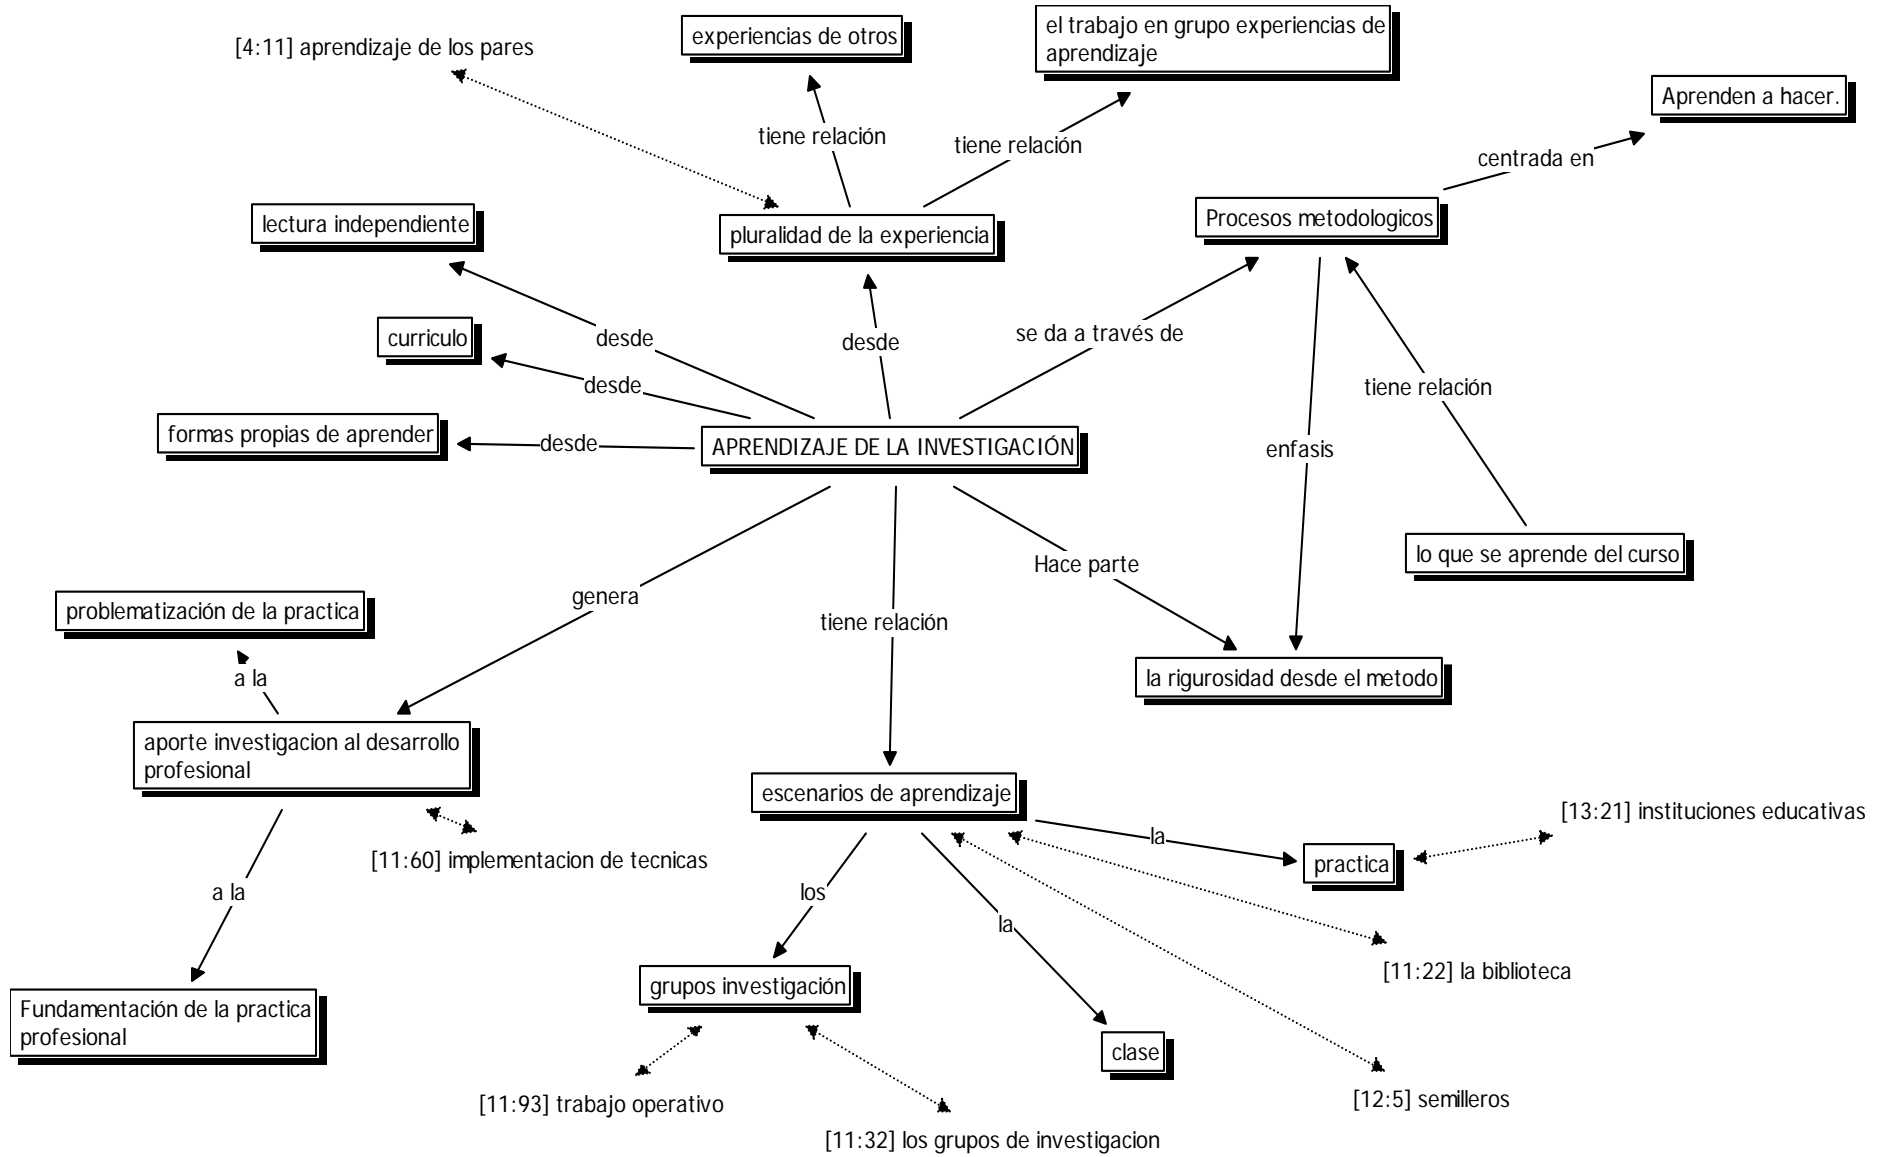 el trabajo en grupo experiencias de
aprendizaje
experiencias de otros
[4:11] aprendizaje de los pares
Aprenden a hacer.
tiene relación
tiene relación
centrada en
lectura independiente
pluralidad de la experiencia
Procesos metodologicos
curriculo
desde
desde
se da a través de
desde
tiene relación
formas propias de aprender
desde
APRENDIZAJE DE LA INVESTIGACIÓN
enfasis
lo que se aprende del curso
Hace parte
genera
problematización de la practica
tiene relación
a la
la rigurosidad desde el metodo
aporte investigacion al desarrollo
profesional
escenarios de aprendizaje
[13:21] instituciones educativas
la
[11:60] implementacion de tecnicas
practica
a la
los
la
[11:22] la biblioteca
grupos investigación
Fundamentación de la practica
profesional
clase
[11:93] trabajo operativo
[12:5] semilleros
[11:32] los grupos de investigacion